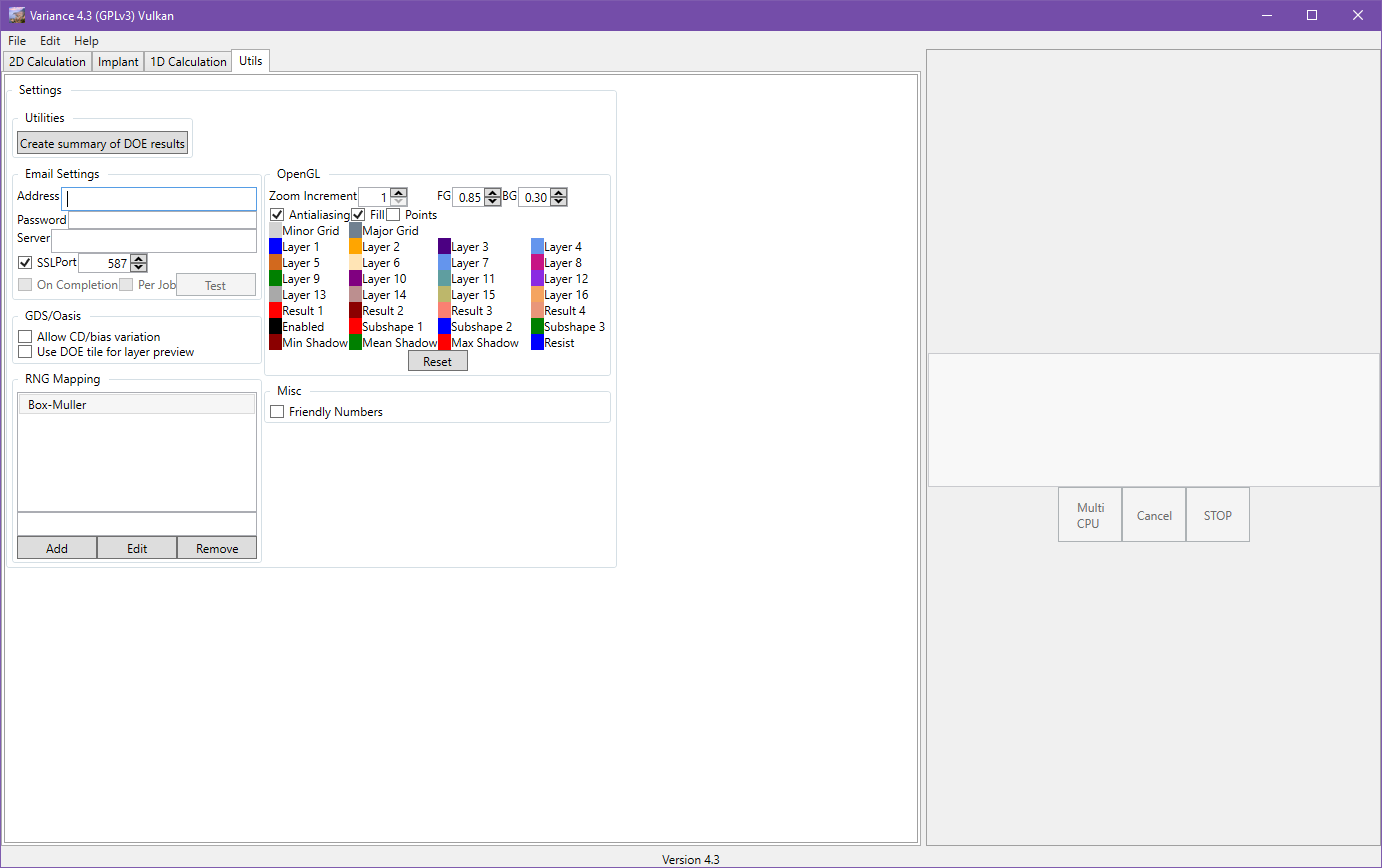 Variance 4.3 (GPLv3) Vulkan
File Edit Help
2D Calculation Implant 1D Calculation Utils
Settings
Utilities
Create summary of DOE results
Email Settings
Address
Password
Server
SSL Port 587
On Completion Per Job Test
GDS/Oasis
Allow CD/bias variation
Use DOE tile for layer preview
RNG Mapping
Box-Muller
Add Edit Remove
OpenGL
Zoom Increment 1 FG 0.85 BG 0.30
Antialiasing Fill Points
Minor Grid Major Grid
Layer 1 Layer 2 Layer 3 Layer 4
Layer 5 Layer 6 Layer 7 Layer 8
Layer 9 Layer 10 Layer 11 Layer 12
Layer 13 Layer 14 Layer 15 Layer 16
Result 1 Result 2 Result 3 Result 4
Enabled Subshape 1 Subshape 2 Subshape 3
Min Shadow Mean Shadow Max Shadow Resist
Reset
Misc
Friendly Numbers
Multi
CPU
Cancel
STOP
Version 4.3